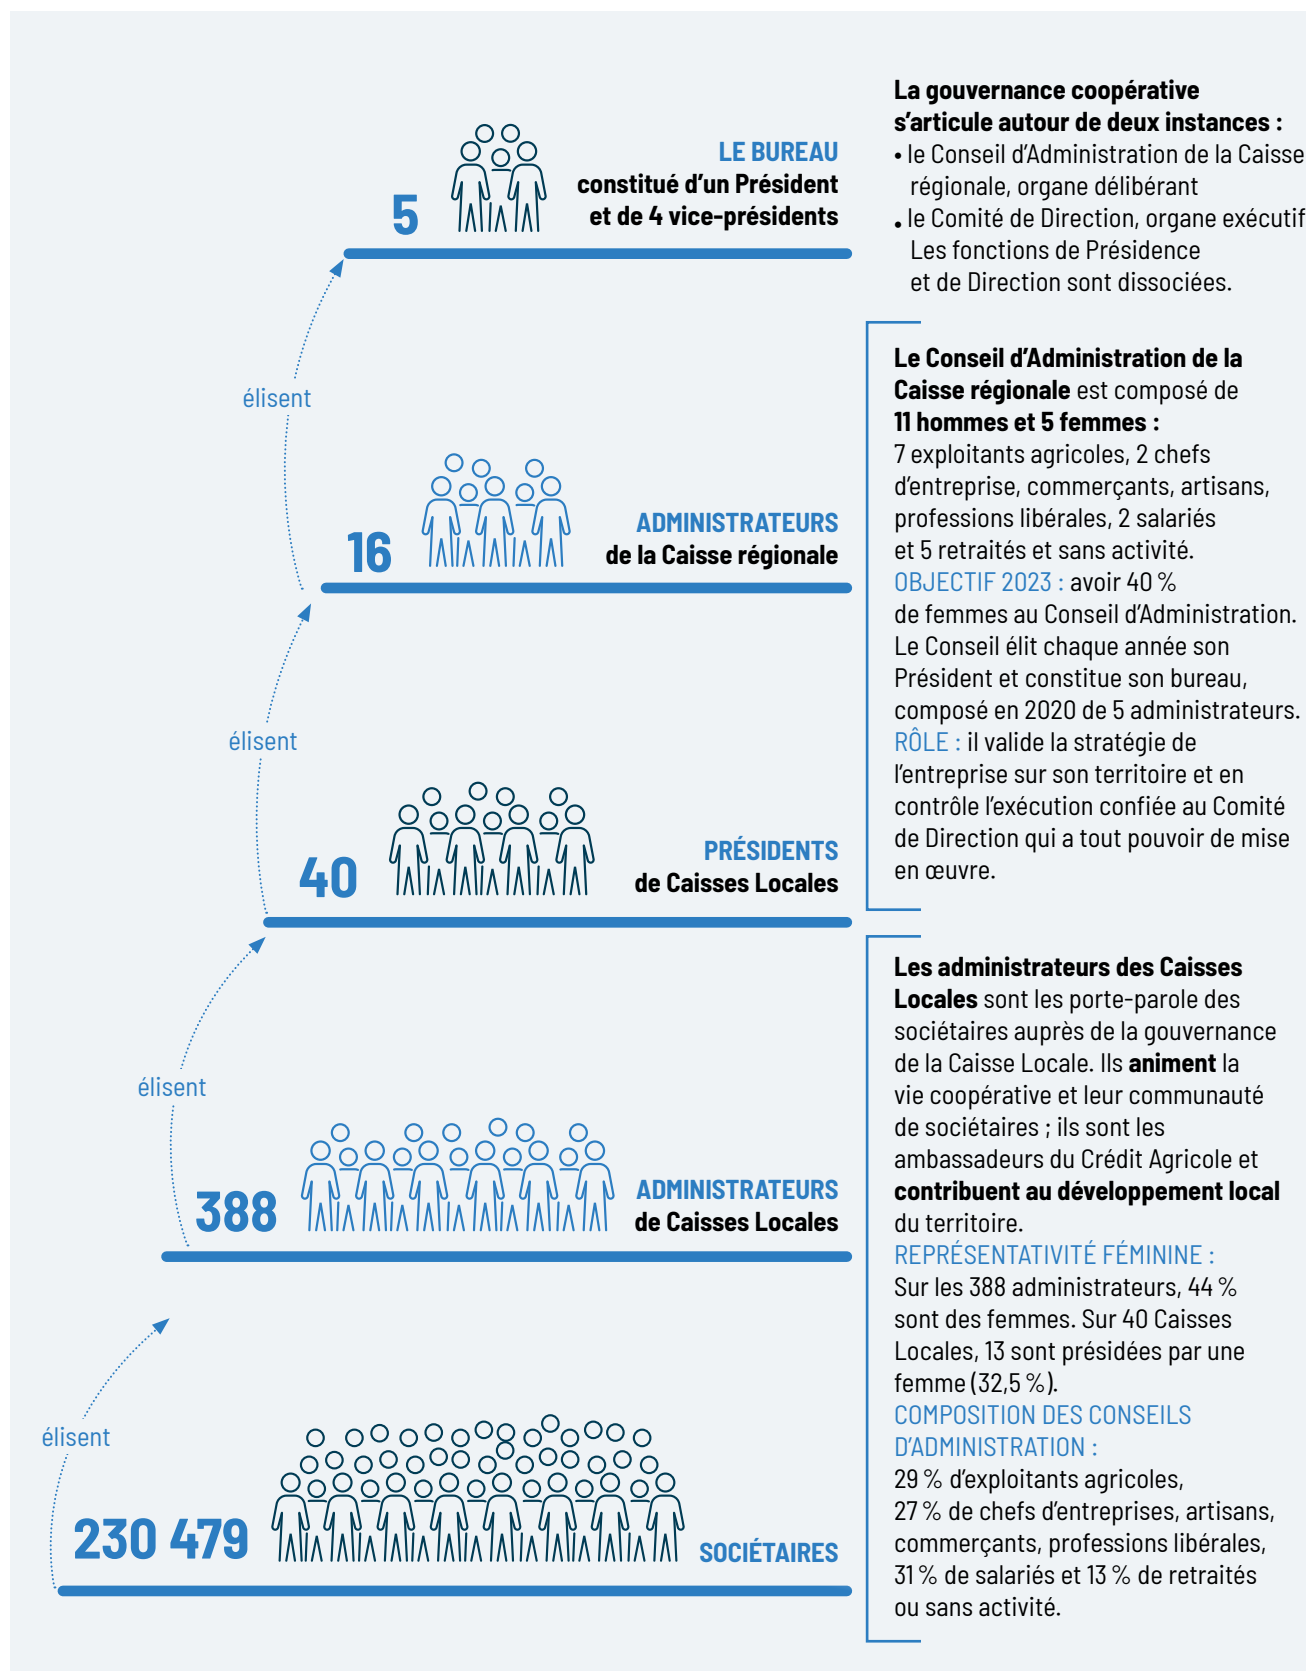 5
LE BUREAU
constitué d’un Président
et de 4 vice-présidents
élisent
16
ADMINISTRATEURS
de la Caisse régionale
élisent
40
PRÉSIDENTS
de Caisses Locales
élisent
388
ADMINISTRATEURS
de Caisses Locales
élisent
230 479
SOCIÉTAIRES
La gouvernance coopérative
s’articule autour de deux instances :
• le Conseil d’Administration de la Caisse
régionale, organe délibérant
• le Comité de Direction, organe exécutif
Les fonctions de Présidence
et de Direction sont dissociées.
Le Conseil d’Administration de la
Caisse régionale est composé de
11 hommes et 5 femmes :
7 exploitants agricoles, 2 chefs
d’entreprise, commerçants, artisans,
professions libérales, 2 salariés
et 5 retraités et sans activité.
OBJECTIF 2023 : avoir 40 %
de femmes au Conseil d’Administration.
Le Conseil élit chaque année son
Président et constitue son bureau,
composé en 2020 de 5 administrateurs.
RÔLE : il valide la stratégie de
l’entreprise sur son territoire et en
contrôle l’exécution confiée au Comité
de Direction qui a tout pouvoir de mise
en œuvre.
Les administrateurs des Caisses
Locales sont les porte-parole des
sociétaires auprès de la gouvernance
de la Caisse Locale. Ils animent la
vie coopérative et leur communauté
de sociétaires ; ils sont les
ambassadeurs du Crédit Agricole et
contribuent au développement local
du territoire.
REPRÉSENTATIVITÉ FÉMININE :
Sur les 388 administrateurs, 44 %
sont des femmes. Sur 40 Caisses
Locales, 13 sont présidées par une
femme (32,5 %).
COMPOSITION DES CONSEILS
D’ADMINISTRATION :
29 % d’exploitants agricoles,
27 % de chefs d’entreprises, artisans,
commerçants, professions libérales,
31 % de salariés et 13 % de retraités
ou sans activité.